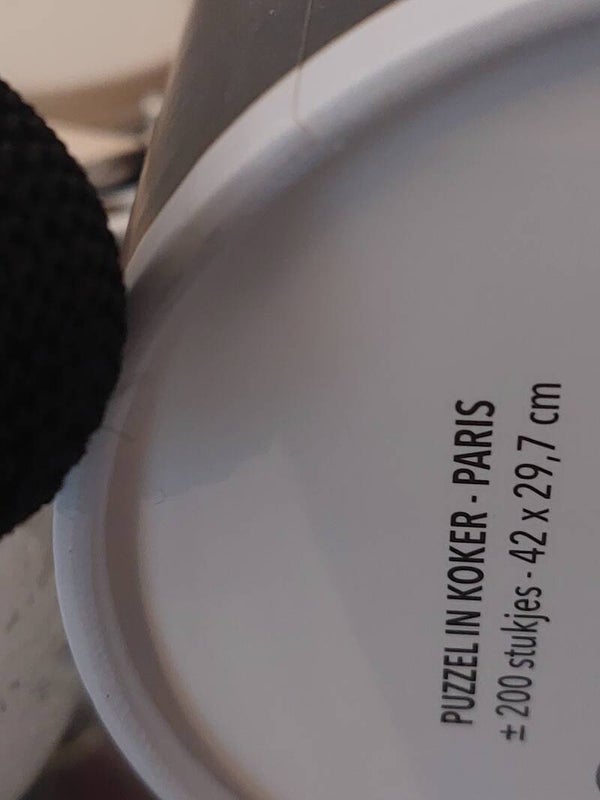 PUZZEL IN KOKER - PARIS
± 200 stukjes - 42 x 29,7 cm